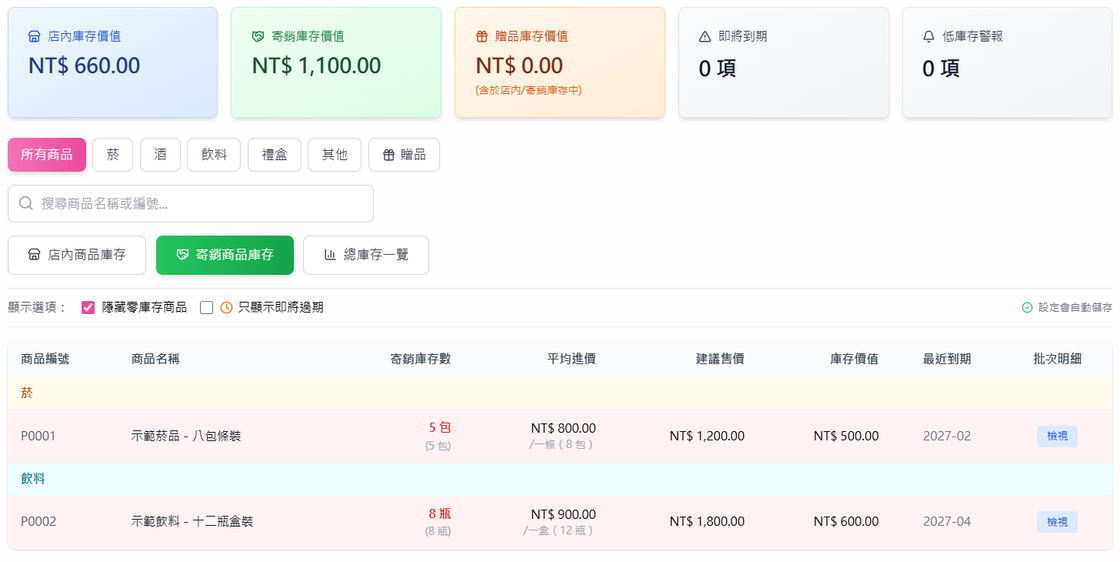 店內庫存價值
NT$ 660.00
寄銷庫存價值
NT$ 1,100.00
贈品庫存價值
NT$ 0.00
(含於店內/寄銷庫存中)
即將到期
0 項
低庫存警報
0 項
所有商品 菸 酒 飲料 禮盒 其他 贈品
搜尋商品名稱或編號...
店內商品庫存 寄銷商品庫存 總庫存一覽
顯示選項： 隱藏零庫存商品 只顯示即將過期 設定會自動儲存
商品編號 商品名稱 寄銷庫存數 平均進價 建議售價 庫存價值 最近到期 批次明細
菸
P0001 示範菸品 - 八包條裝 5 包 NT$ 800.00 NT$ 1,200.00 NT$ 500.00 2027-02 檢視
(5 包) /一條 ( 8 包 )
飲料
P0002 示範飲料 - 十二瓶盒裝 8 瓶 NT$ 900.00 NT$ 1,800.00 NT$ 600.00 2027-04 檢視
(8 瓶) /一盒 ( 12 瓶 )